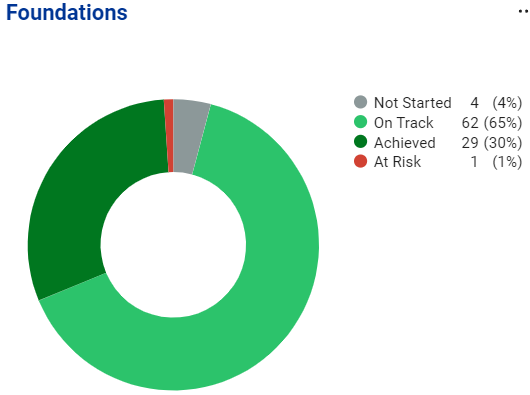 Foundations
Not Started 4 (4%)
On Track 62 (65%)
Achieved 29 (30%)
At Risk 1 (1%)